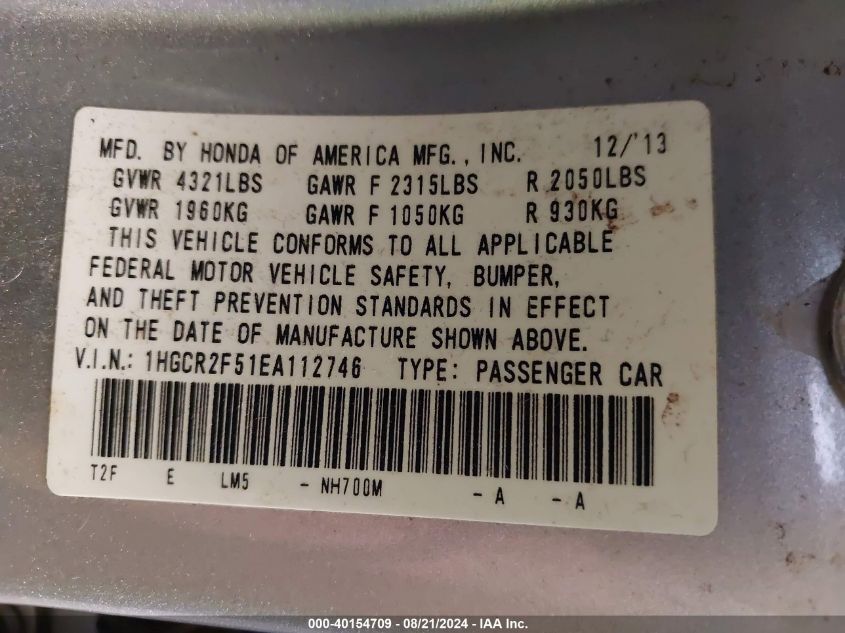 MFD. BY HONDA OF AMERICA MFG., INC. 12/'13
GVWR 4321LBS GAWR F 2315LBS R 2050LBS
GVWR 1960KG GAWR F 1050KG R 930KG
THIS VEHICLE CONFORMS TO ALL APPLICABLE
FEDERAL MOTOR VEHICLE SAFETY, BUMPER,
AND THEFT PREVENTION STANDARDS IN EFFECT
ON THE DATE OF MANUFACTURE SHOWN ABOVE.
V.I.N.: 1HGCR2F51EA112746 TYPE: PASSENGER CAR
T2F E LM5 - NH700M - A - A
000-40154709 - 08/21/2024 - IAA Inc.